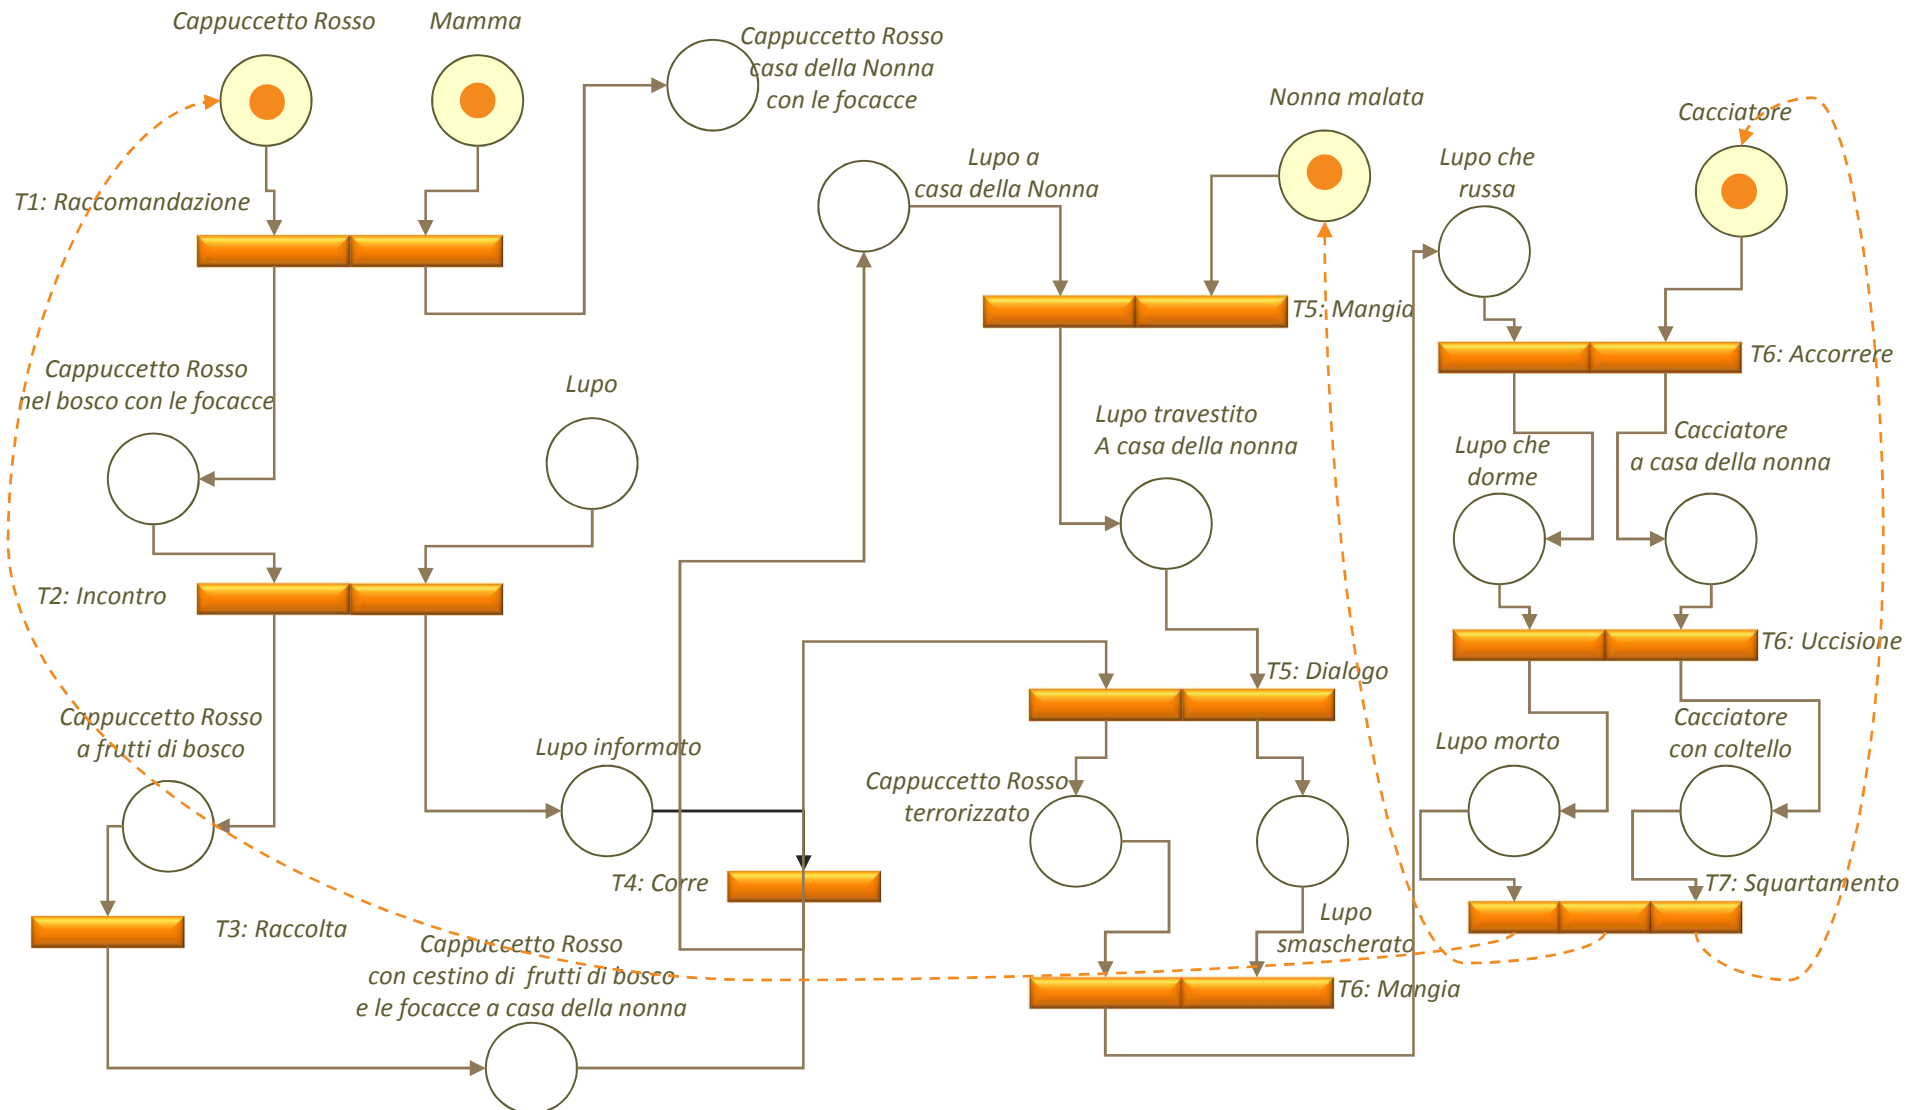 Cappuccetto Rosso
Mamma
Cappuccetto Rosso
casa della Nonna
con le focacce
Nonna malata
Cacciatore
Lupo a
casa della Nonna
Lupo che
russa
T1: Raccomandazione
T5: Mangia
T6: Accorrere
Cappuccetto Rosso
nel bosco con le focacce
Lupo
Lupo travestito
A casa della nonna
Lupo che
dorme
Cacciatore
a casa della nonna
T2: Incontro
T6: Uccisione
T5: Dialogo
Cappuccetto Rosso
a frutti di bosco
Lupo informato
Cappuccetto Rosso
terrorizzato
Lupo morto
Cacciatore
con coltello
T4: Corre
T7: Squartamento
T3: Raccolta
Lupo
smascherato
Cappuccetto Rosso
con cestino di frutti di bosco
e le focacce a casa della nonna
T6: Mangia